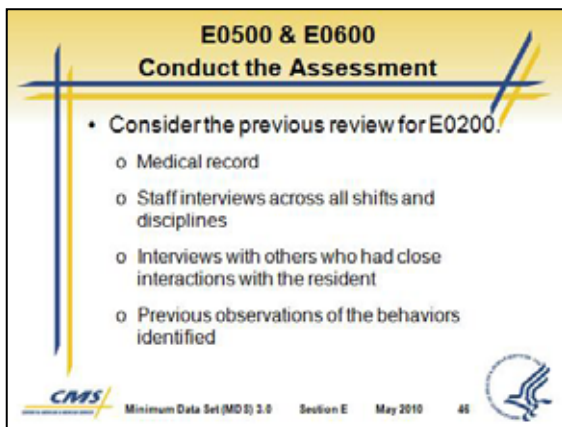 E0500 & E0600
Conduct the Assessment
• Consider the previous review for E0200.
o Medical record
o Staff interviews across all shifts and
disciplines
o Interviews with others who had close
interactions with the resident
o Previous observations of the behaviors
identified
CMS
Minimum Data Set (MDS) 3.0 Section E May 2010 46